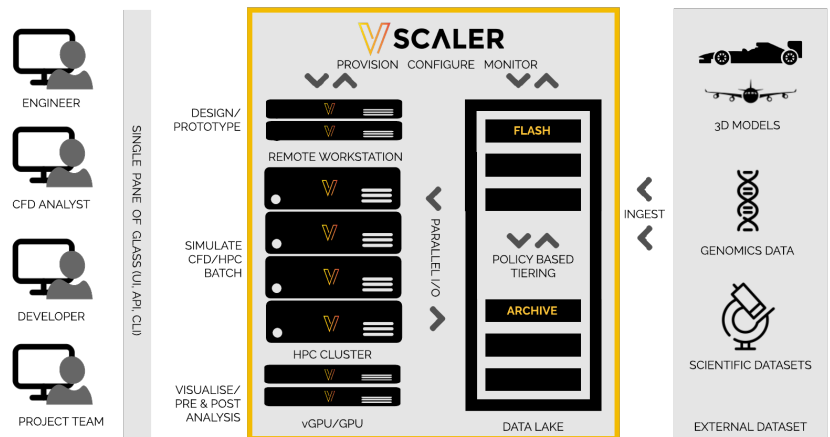 ENGINEER
CFD ANALYST
DEVELOPER
PROJECT TEAM
SINGLE PANE OF GLASS (UI, API, CLI)
DESIGN/
PROTOTYPE
SIMULATE
CFD/HPC
BATCH
VISUALISE/
PRE & POST
ANALYSIS
V SCALER
PROVISION CONFIGURE MONITOR
REMOTE WORKSTATION
HPC CLUSTER
vGPU/GPU
PARALLEL I/O
FLASH
POLICY BASED
TIERING
ARCHIVE
DATA LAKE
INGEST
3D MODELS
GENOMICS DATA
SCIENTIFIC DATASETS
EXTERNAL DATASET